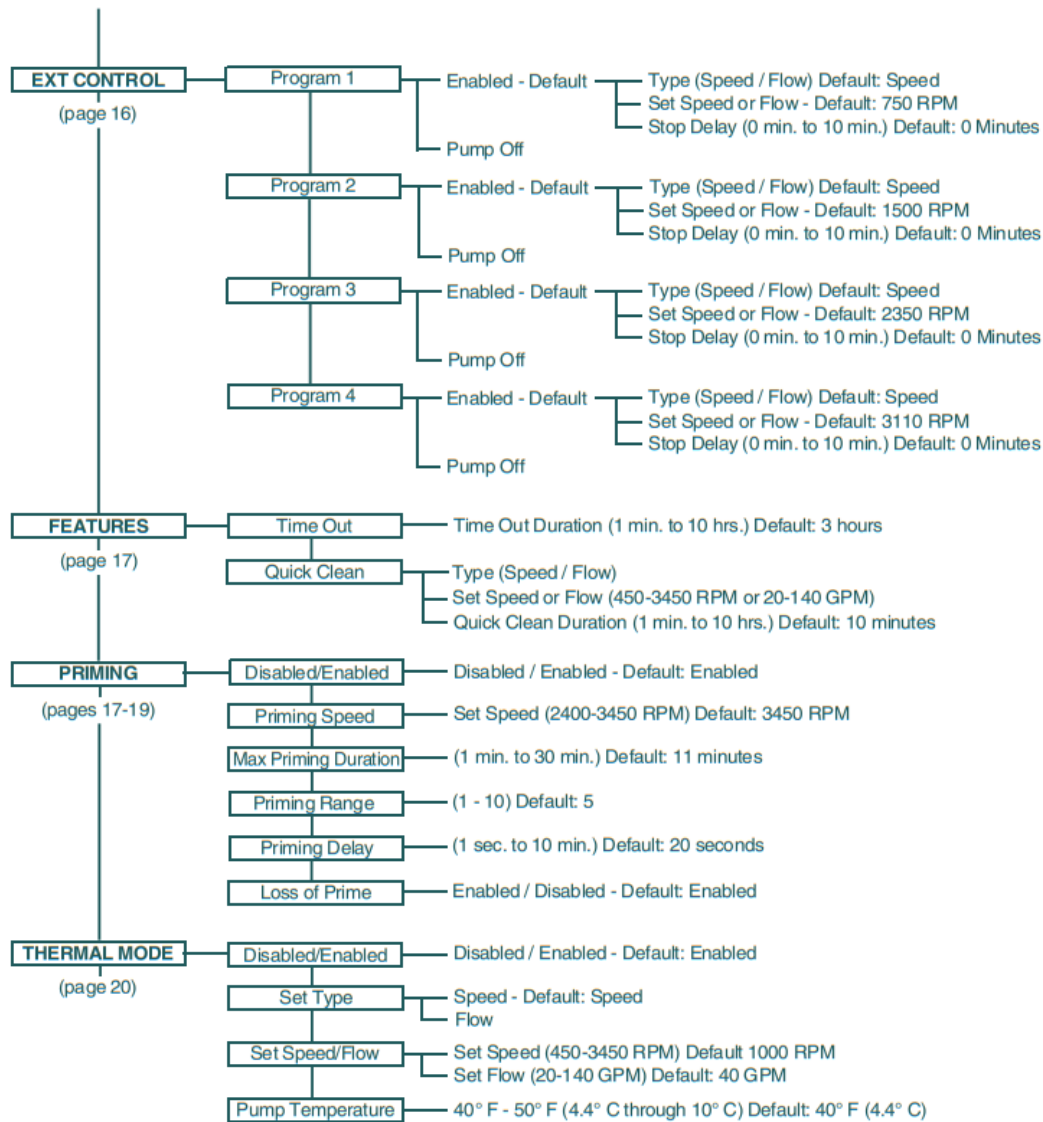 EXT CONTROL
(page 16)
Program 1
Enabled - Default
Type (Speed / Flow) Default: Speed
Set Speed or Flow - Default: 750 RPM
Stop Delay (0 min. to 10 min.) Default: 0 Minutes
Pump Off
Program 2
Enabled - Default
Type (Speed / Flow) Default: Speed
Set Speed or Flow - Default: 1500 RPM
Stop Delay (0 min. to 10 min.) Default: 0 Minutes
Pump Off
Program 3
Enabled - Default
Type (Speed / Flow) Default: Speed
Set Speed or Flow - Default: 2350 RPM
Stop Delay (0 min. to 10 min.) Default: 0 Minutes
Pump Off
Program 4
Enabled - Default
Type (Speed / Flow) Default: Speed
Set Speed or Flow - Default: 3110 RPM
Stop Delay (0 min. to 10 min.) Default: 0 Minutes
Pump Off
FEATURES
(page 17)
Time Out
Time Out Duration (1 min. to 10 hrs.) Default: 3 hours
Quick Clean
Type (Speed / Flow)
Set Speed or Flow (450-3450 RPM or 20-140 GPM)
Quick Clean Duration (1 min. to 10 hrs.) Default: 10 minutes
PRIMING
(pages 17-19)
Disabled/Enabled
Disabled / Enabled - Default: Enabled
Priming Speed
Set Speed (2400-3450 RPM) Default: 3450 RPM
Max Priming Duration
(1 min. to 30 min.) Default: 11 minutes
Priming Range
(1 - 10) Default: 5
Priming Delay
(1 sec. to 10 min.) Default: 20 seconds
Loss of Prime
Enabled / Disabled - Default: Enabled
THERMAL MODE
(page 20)
Disabled/Enabled
Disabled / Enabled - Default: Enabled
Set Type
Speed - Default: Speed
Flow
Set Speed/Flow
Set Speed (450-3450 RPM) Default 1000 RPM
Set Flow (20-140 GPM) Default: 40 GPM
Pump Temperature
40° F - 50° F (4.4° C through 10° C) Default: 40° F (4.4° C)